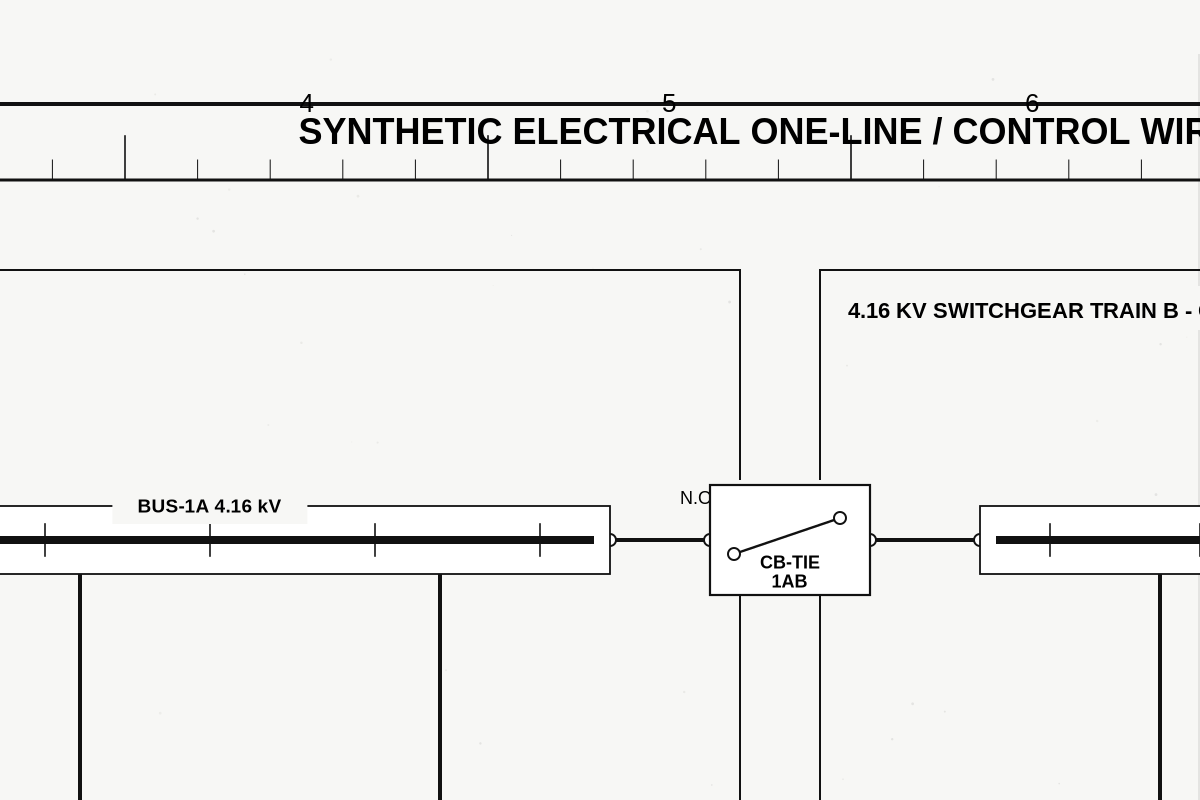 4 5 6
SYNTHETIC ELECTRICAL ONE-LINE / CONTROL
4.16 KV SWITCHGEAR TRAIN B -
BUS-1A 4.16 kV
N.O
CB-TIE
1AB